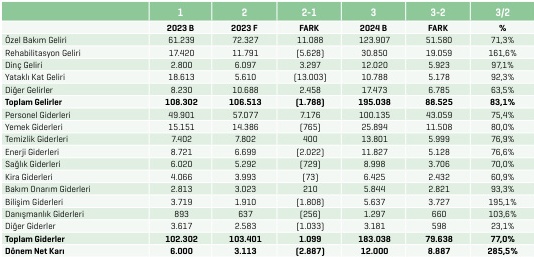 1 2 2-1 3 3-2 3/2
2023 B 2023 F FARK 2024 B FARK %
Özel Bakım Geliri 61.239 72.327 11.088 123.907 51.580 71,3%
Rehabilitasyon Geliri 17.420 11.791 (5.628) 30.850 19.059 161,6%
Dinç Geliri 2.800 6.097 3.297 12.020 5.923 97,1%
Yataklı Kat Geliri 18.613 5.610 (13.003) 10.788 5.178 92,3%
Diğer Gelirler 8.230 10.688 2.458 17.473 6.785 63,5%
Toplam Gelirler 108.302 106.513 (1.788) 195.038 88.525 83,1%
Personel Giderleri 49.901 57.077 7.176 100.135 43.059 75,4%
Yemek Giderleri 15.151 14.386 (765) 25.894 11.508 80,0%
Temizlik Giderleri 7.402 7.802 400 13.801 5.999 76,9%
Enerji Giderleri 8.721 6.699 (2.022) 11.827 5.128 76,6%
Sağlık Giderleri 6.020 5.292 (729) 8.998 3.706 70,0%
Kira Giderleri 4.066 3.993 (73) 6.425 2.432 60,9%
Bakım Onarım Giderleri 2.813 3.023 210 5.844 2.821 93,3%
Bilişim Giderleri 3.719 1.910 (1.808) 5.637 3.727 195,1%
Danışmanlık Giderleri 893 637 (256) 1.297 660 103,6%
Diğer Giderler 3.617 2.583 (1.033) 3.181 598 23,1%
Toplam Giderler 102.302 103.401 1.099 183.038 79.638 77,0%
Dönem Net Karı 6.000 3.113 (2.887) 12.000 8.887 285,5%